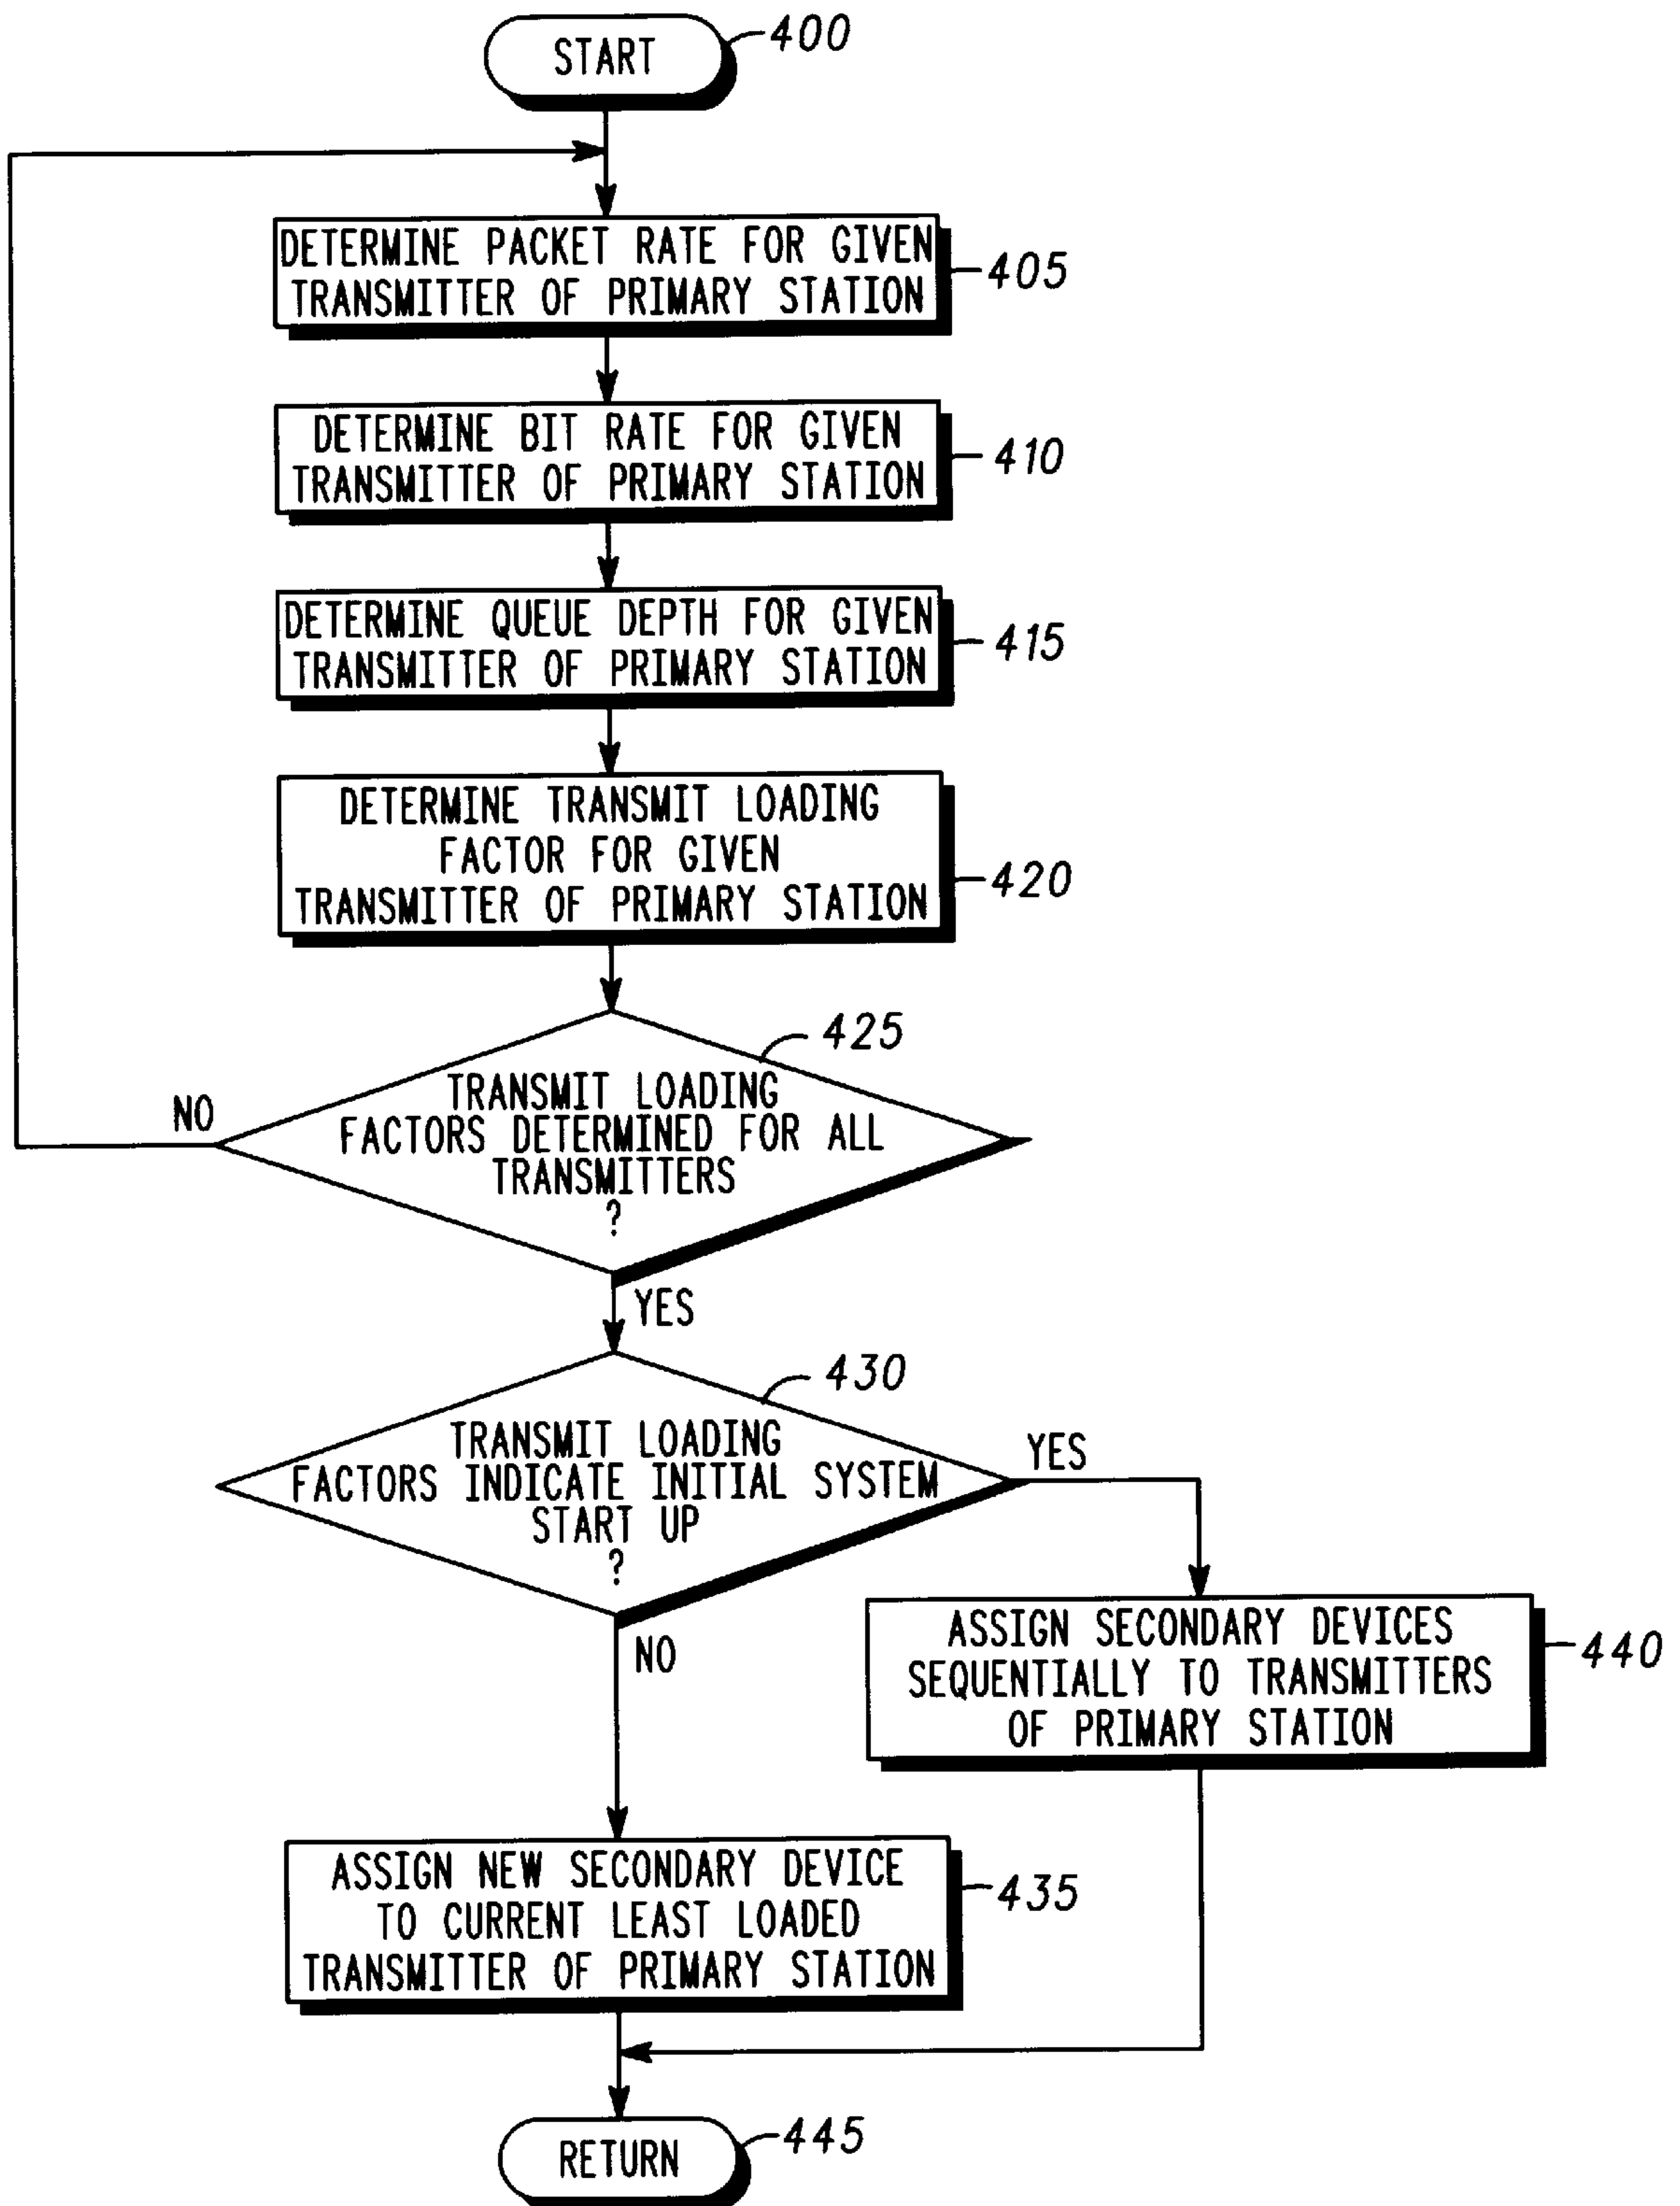 START
400
DETERMINE PACKET RATE FOR GIVEN
TRANSMITTER OF PRIMARY STATION
405
DETERMINE BIT RATE FOR GIVEN
TRANSMITTER OF PRIMARY STATION
410
DETERMINE QUEUE DEPTH FOR GIVEN
TRANSMITTER OF PRIMARY STATION
415
DETERMINE TRANSMIT LOADING
FACTOR FOR GIVEN
TRANSMITTER OF PRIMARY STATION
420
425
TRANSMIT LOADING
FACTORS DETERMINED FOR ALL
TRANSMITTERS
?
NO
YES
430
TRANSMIT LOADING
FACTORS INDICATE INITIAL SYSTEM
START UP
?
YES
NO
ASSIGN SECONDARY DEVICES
SEQUENTIALLY TO TRANSMITTERS
OF PRIMARY STATION
440
ASSIGN NEW SECONDARY DEVICE
TO CURRENT LEAST LOADED
TRANSMITTER OF PRIMARY STATION
435
RETURN
445